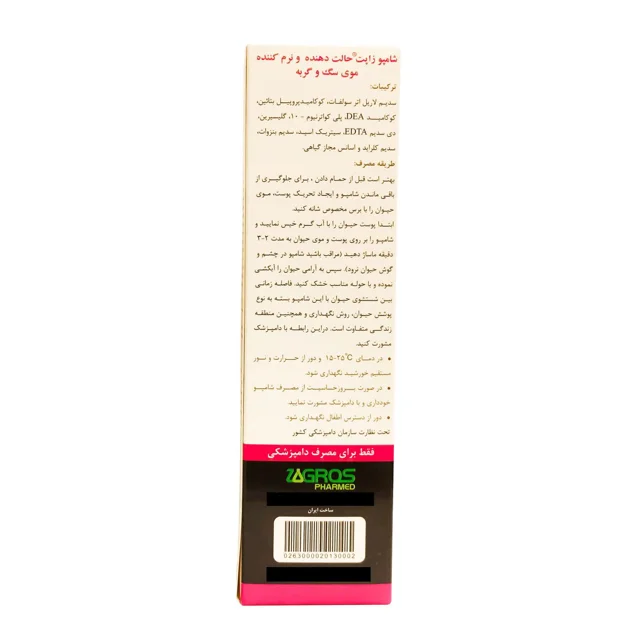 شامپو زاپت® حالت دهنده و نرم کننده
موی سگ و گربه
ترکیبات:
سدیم لاریل اتر سولفات، کوکامیدپروپیل بتائین،
کوکامید DEA، پلی کواترنیوم - ۱۰، گلیسیرین،
دی سدیم EDTA، سیتریک اسید، سدیم بنزوات،
سدیم کلراید و اسانس مجاز گیاهی.
طریقه مصرف:
بهتر است قبل از حمام دادن ، برای جلوگیری از
باقی ماندن شامپو و ایجاد تحریک پوست، موی
حیوان را با برس مخصوص شانه کنید.
ابتدا پوست حیوان را با آب گرم خیس نمایید و
شامپو را بر روی پوست و موی حیوان به مدت ۲-۳
دقیقه ماساژ دهید (مراقب باشید شامپو در چشم و
گوش حیوان نرود). سپس به آرامی حیوان را آبکشی
نموده و با حوله مناسب خشک کنید. فاصله زمانی
بین شستشوی حیوان با این شامپو بسته به نوع
پوشش حیوان، روش نگهداری و همچنین منطقه
زندگی متفاوت است. دراین رابطه با دامپزشک
مشورت کنید.
• در دمای ۱۵-۲۵℃ و دور از حرارت و نور
مستقیم خورشید نگهداری شود.
• در صورت بروزحساسیت از مصرف شامپو
خودداری و با دامپزشک مشورت نمایید.
• دور از دسترس اطفال نگهداری شود.
تحت نظارت سازمان دامپزشکی کشور
فقط برای مصرف دامپزشکی
ZAGROS
PHARMED
ساخت ایران
0263000020130002